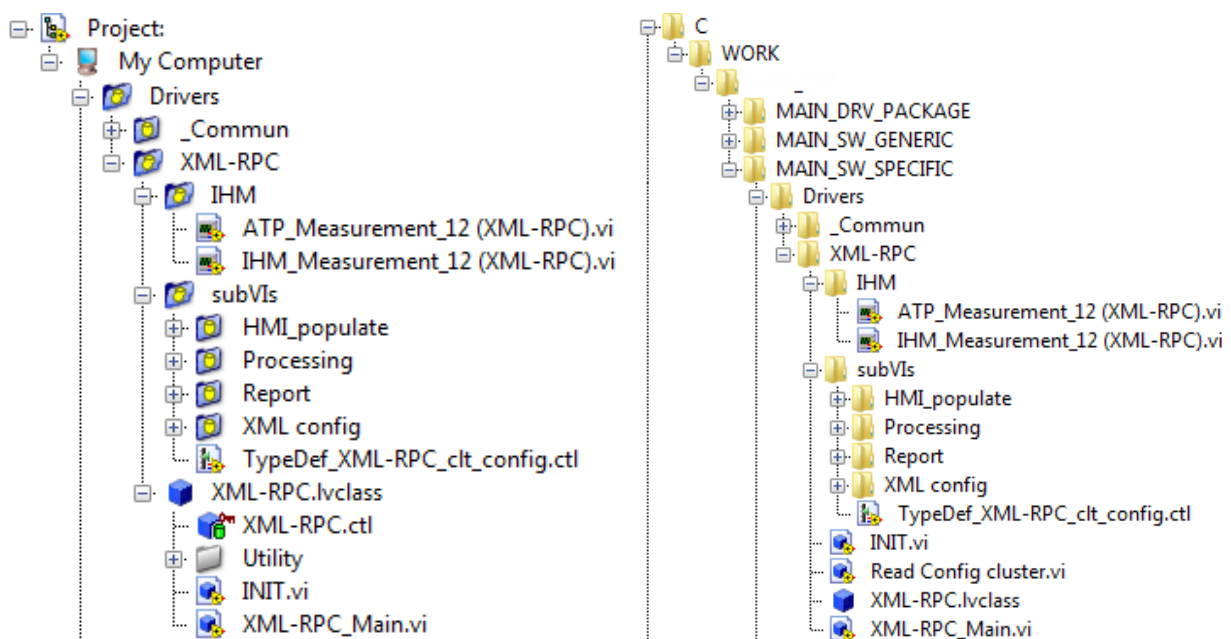 Project:
My Computer
Drivers
_Commun
XML-RPC
IHM
ATP_Measurement_12 (XML-RPC).vi
IHM_Measurement_12 (XML-RPC).vi
subVIs
HMI_populate
Processing
Report
XML config
TypeDef_XML-RPC_clt_config.ctl
XML-RPC.lvclass
XML-RPC.ctl
Utility
INIT.vi
XML-RPC_Main.vi
C
WORK
_
MAIN_DRV_PACKAGE
MAIN_SW_GENERIC
MAIN_SW_SPECIFIC
Drivers
_Commun
XML-RPC
IHM
ATP_Measurement_12 (XML-RPC).vi
IHM_Measurement_12 (XML-RPC).vi
subVIs
HMI_populate
Processing
Report
XML config
TypeDef_XML-RPC_clt_config.ctl
INIT.vi
Read Config cluster.vi
XML-RPC.lvclass
XML-RPC_Main.vi